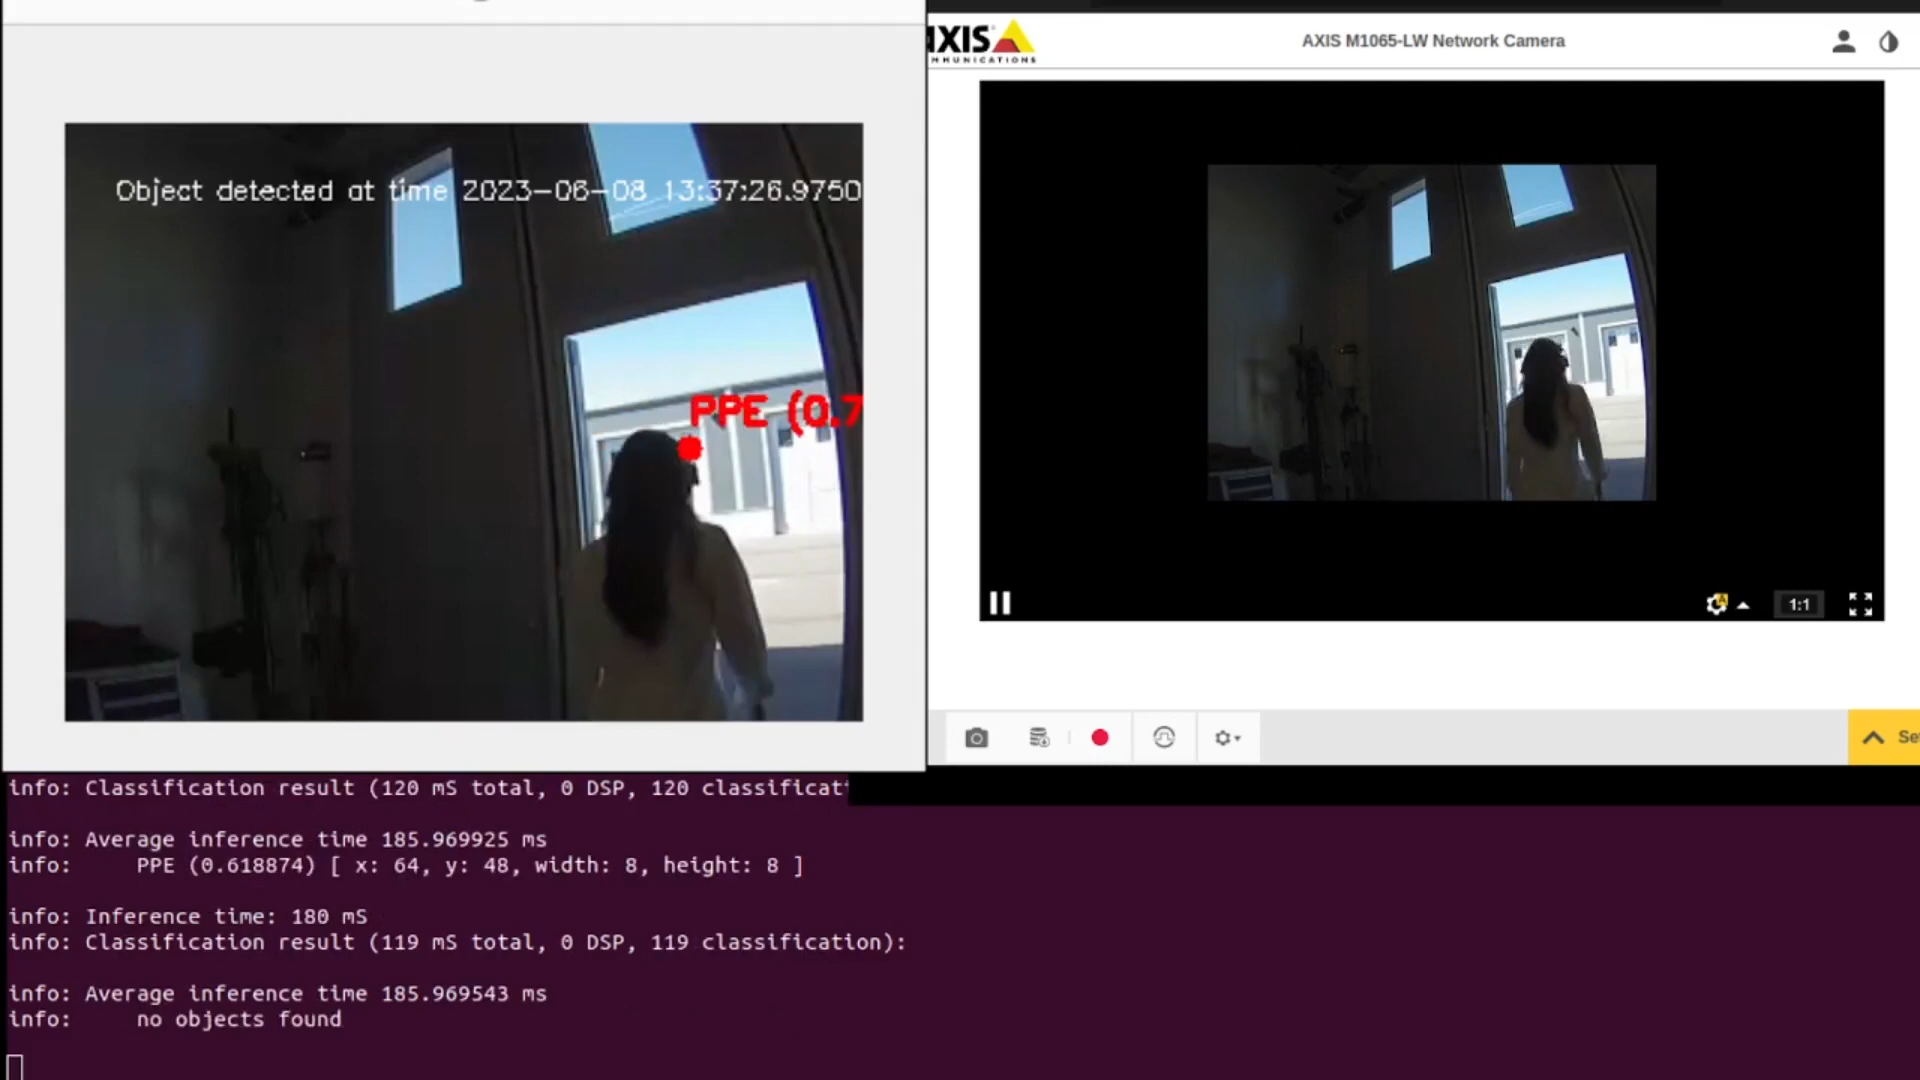 Object detected at time 2023-06-08 13:37:26.9750
PPE (0.7
AXIS
COMMUNICATIONS
AXIS M1065-LW Network Camera
1:1
info: Classification result (120 mS total, 0 DSP, 120 classificat
info: Average inference time 185.969925 ms
info: PPE (0.618874) [ x: 64, y: 48, width: 8, height: 8 ]
info: Inference time: 180 mS
info: Classification result (119 mS total, 0 DSP, 119 classification):
info: Average inference time 185.969543 ms
info: no objects found